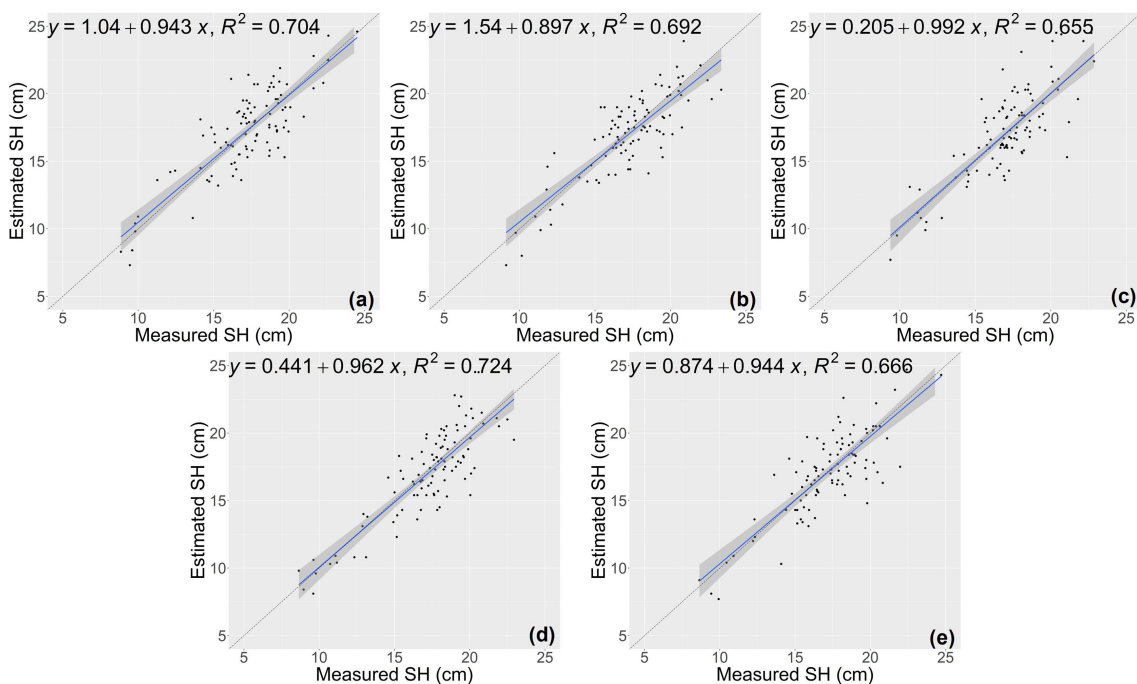 y = 1.04 + 0.943 x, R² = 0.704
25
20
15
10
5
Estimated SH (cm)
(a)
5 10 15 20 25
Measured SH (cm)
y = 1.54 + 0.897 x, R² = 0.692
25
20
15
10
5
Estimated SH (cm)
(b)
5 10 15 20 25
Measured SH (cm)
y = 0.205 + 0.992 x, R² = 0.655
25
20
15
10
5
Estimated SH (cm)
(c)
5 10 15 20 25
Measured SH (cm)
y = 0.441 + 0.962 x, R² = 0.724
25
20
15
10
5
Estimated SH (cm)
(d)
5 10 15 20 25
Measured SH (cm)
y = 0.874 + 0.944 x, R² = 0.666
25
20
15
10
5
Estimated SH (cm)
(e)
5 10 15 20 25
Measured SH (cm)